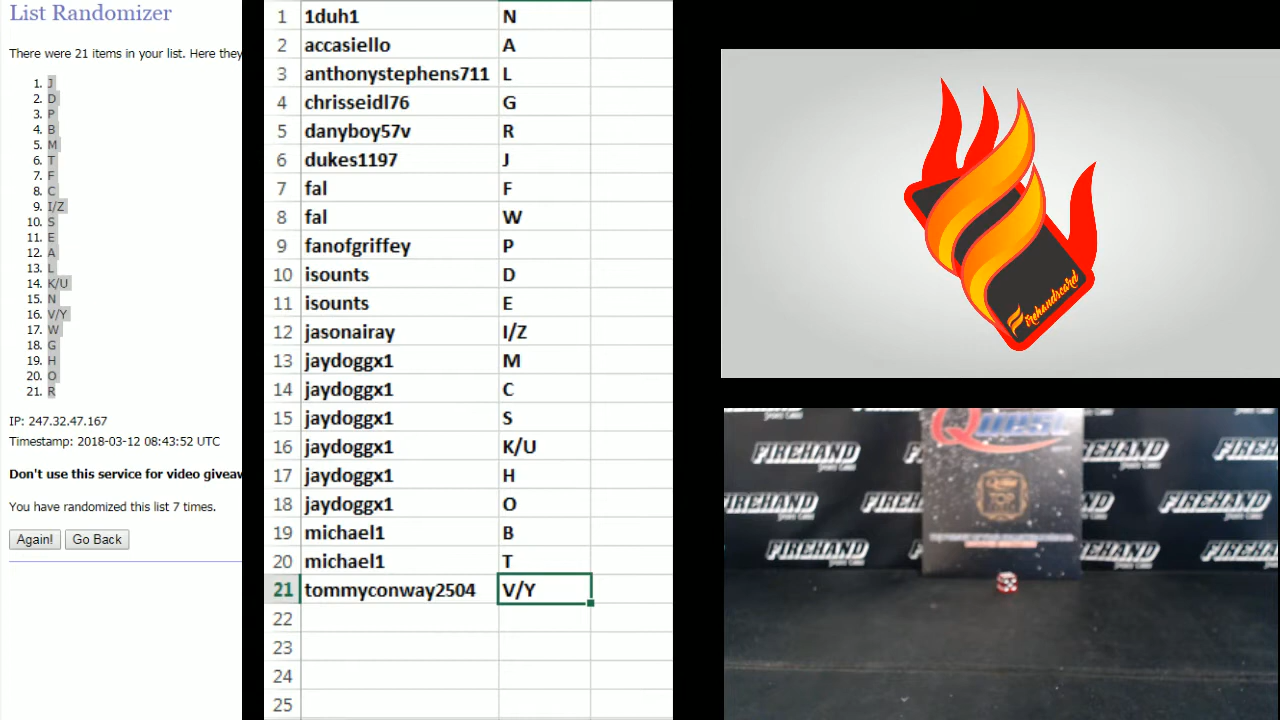 List Randomizer
There were 21 items in your list. Here they
1. J
2. D
3. P
4. B
5. M
6. T
7. F
8. C
9. I/Z
10. S
11. E
12. A
13. L
14. K/U
15. N
16. V/Y
17. W
18. G
19. H
20. O
21. R
IP: 247.32.47.167
Timestamp: 2018-03-12 08:43:52 UTC
Don't use this service for video giveaw
You have randomized this list 7 times.
Again! Go Back
1 1duh1 N
2 accasiello A
3 anthonystephens711 L
4 chrisseidl76 G
5 danyboy57v R
6 dukes1197 J
7 fal F
8 fal W
9 fanofgriffey P
10 isounts D
11 isounts E
12 jasonairay I/Z
13 jaydoggx1 M
14 jaydoggx1 C
15 jaydoggx1 S
16 jaydoggx1 K/U
17 jaydoggx1 H
18 jaydoggx1 O
19 michael1 B
20 michael1 T
21 tommyconway2504 V/Y
22
23
24
25
Firehandscard
Quest
FIREHAND
FIREHAND
FIREHAND
FIREHAND
FIREHAND
FIREHAND
FIREHAND
TOP